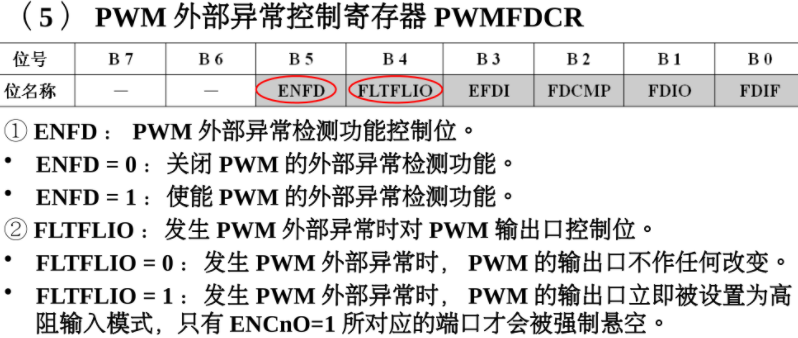 （5） PWM 外部异常控制寄存器 PWMFDCR
位号 B 7 B 6 B 5 B 4 B 3 B 2 B 1 B 0
位名称 — — ENFD FLTFLIO EFDI FDCMP FDIO FDIF
① ENFD： PWM 外部异常检测功能控制位。
• ENFD = 0：关闭 PWM 的外部异常检测功能。
• ENFD = 1：使能 PWM 的外部异常检测功能。
② FLTFLIO：发生 PWM 外部异常时对 PWM 输出口控制位。
• FLTFLIO = 0：发生 PWM 外部异常时， PWM 的输出口不作任何改变。
• FLTFLIO = 1：发生 PWM 外部异常时， PWM 的输出口立即被设置为高
阻输入模式，只有 ENCnO=1 所对应的端口才会被强制悬空。